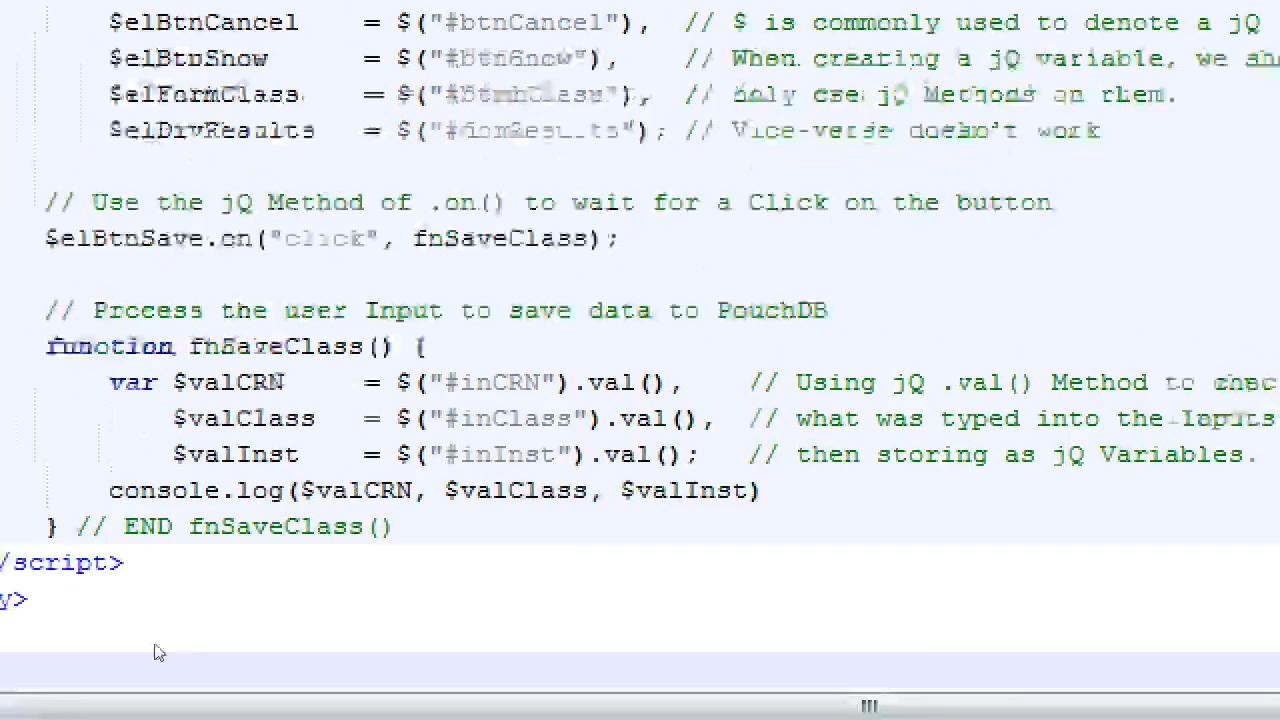 $elBtnCancel    = $("#btnCancel"),  // $ is commonly used to denote a jQ
$elBtnShow      = $("#btnShow"),    // When creating a jQ variable, we
$elFormClass    = $(                // only use jQ Methods on them.
$elDivResults   = $(                // Vice-verse doesn't work
// Use the jQ Method of .on() to wait for a Click on the button
$elBtnSave.on("click", fnSaveClass);
// Process the user Input to save data to PouchDB
function fnSaveClass() {
var $valCRN     = $("#inCRN").val(),    // Using jQ .val() Method to
$valClass   = $("#inClass").val(),  // what was typed into the Inputs
$valInst    = $("#inInst").val();   // then storing as jQ Variables.
console.log($valCRN, $valClass, $valInst)
} // END fnSaveClass()
/script>
y>